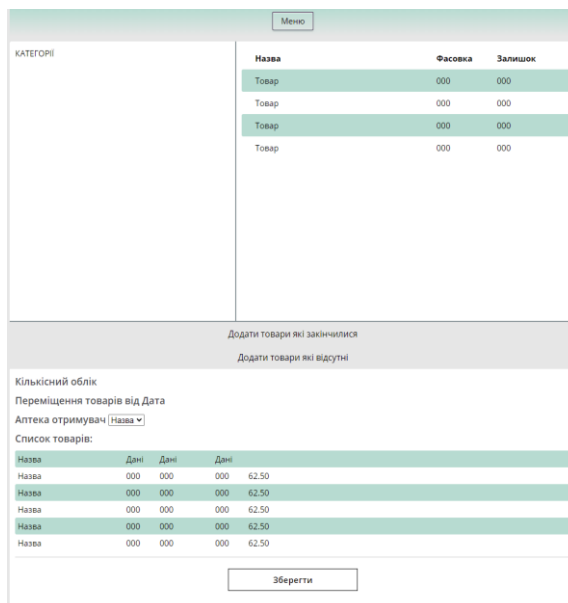 Меню
КАТЕГОРІЇ
Назва Фасовка Залишок
Товар 000 000
Товар 000 000
Товар 000 000
Товар 000 000
Додати товари які закінчилися
Додати товари які відсутні
Кількісний облік
Переміщення товарів від Дата
Аптека отримувач Назва
Список товарів:
Назва Дані Дані Дані
Назва 000 000 000 62.50
Назва 000 000 000 62.50
Назва 000 000 000 62.50
Назва 000 000 000 62.50
Назва 000 000 000 62.50
Зберегти